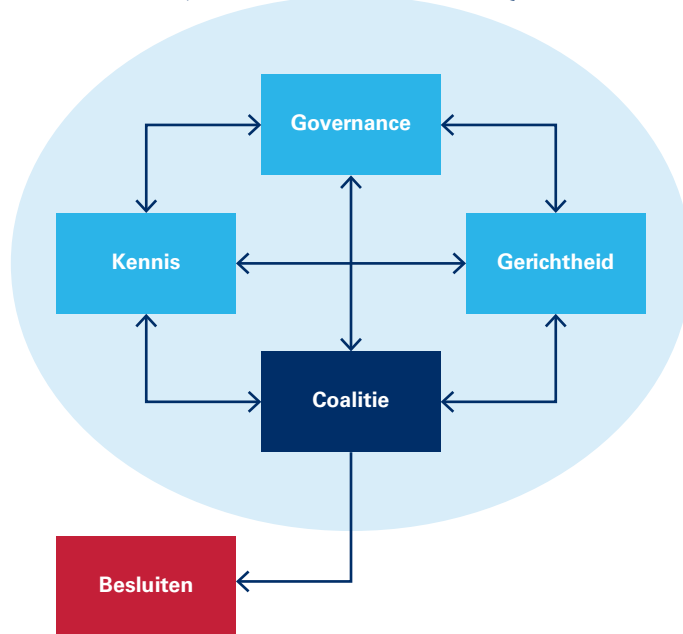 Governance
Kennis
Gerichtheid
Coalitie
Besluiten